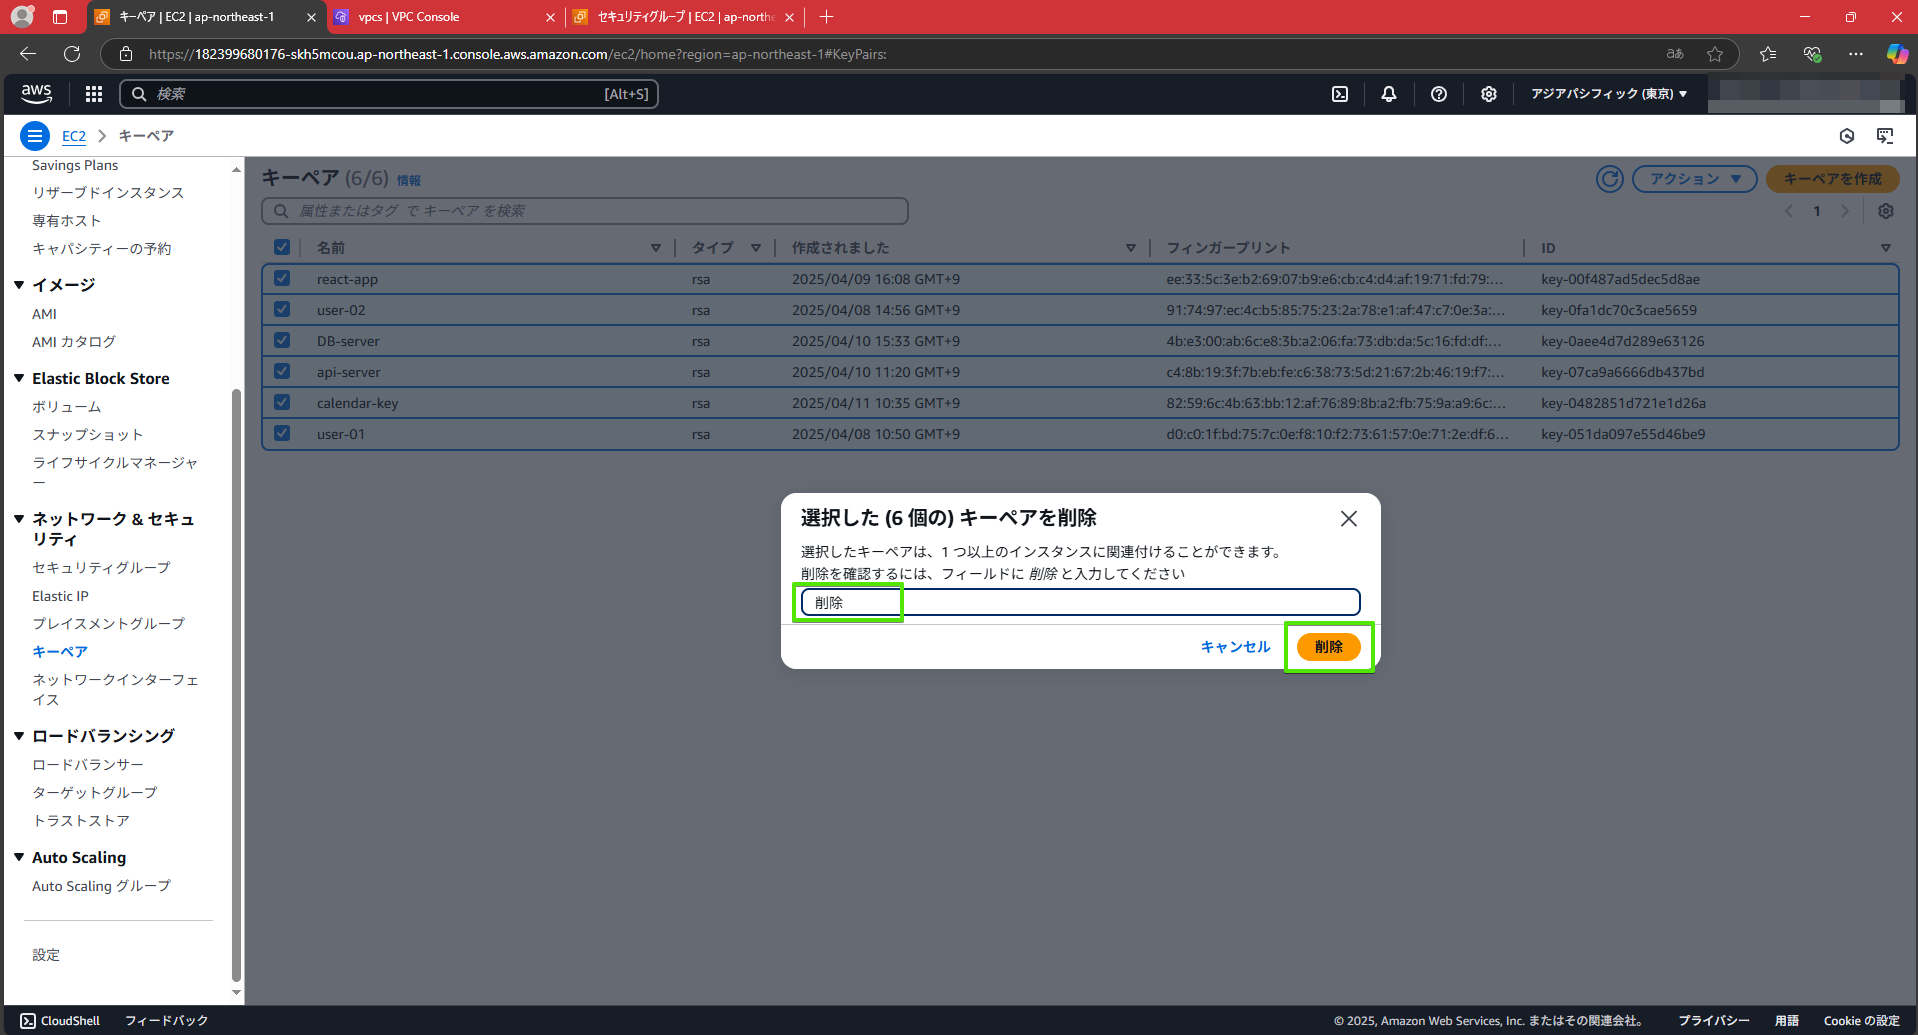 キーペア | EC2 | ap-northeast-1
vpcs | VPC Console
セキュリティグループ | EC2 | ap-northe
https://182399680176-skh5mcou.ap-northeast-1.console.aws.amazon.com/ec2/home?region=ap-northeast-1#KeyPairs:
aws
検索
[Alt+S]
アジアパシフィック (東京)
EC2
キーペア
Savings Plans
リザーブドインスタンス
専有ホスト
キャパシティーの予約
イメージ
AMI
AMI カタログ
Elastic Block Store
ボリューム
スナップショット
ライフサイクルマネージャ
ー
ネットワーク & セキュ
リティ
セキュリティグループ
Elastic IP
プレイスメントグループ
キーペア
ネットワークインターフェ
イス
ロードバランシング
ロードバランサー
ターゲットグループ
トラストストア
Auto Scaling
Auto Scaling グループ
設定
キーペア (6/6) 情報
アクション
キーペアを作成
属性またはタグ で キーペア を検索
1
名前 タイプ 作成されました フィンガープリント ID
react-app rsa 2025/04/09 16:08 GMT+9 ee:33:5c:3e:b2:69:07:b9:e6:cb:c4:d4:af:19:71:fd:79:... key-00f487ad5dec5d8ae
user-02 rsa 2025/04/08 14:56 GMT+9 91:74:97:ec:4c:b5:85:75:23:2a:78:e1:af:47:c7:0e:3a:... key-0fa1dc70c3cae5659
DB-server rsa 2025/04/10 15:33 GMT+9 4b:e3:00:ab:6c:e8:3b:a2:06:fa:73:db:da:5c:16:fd:df:... key-0aee4d7d289e63126
api-server rsa 2025/04/10 11:20 GMT+9 c4:8b:19:3f:7b:eb:fe:c6:38:73:5d:21:67:2b:46:19:f7:... key-07ca9a6666db437bd
calendar-key rsa 2025/04/11 10:35 GMT+9 82:59:6c:4b:63:bb:12:af:76:89:8b:a2:fb:75:9a:a9:6c:... key-0482851d721e1d26a
user-01 rsa 2025/04/08 10:50 GMT+9 d0:c0:1f:bd:75:7c:0e:f8:10:f2:73:61:57:0e:71:2e:df:6... key-051da097e55d46be9
選択した (6 個の) キーペアを削除
選択したキーペアは、1 つ以上のインスタンスに関連付けることができます。
削除を確認するには、フィールドに 削除 と入力してください
削除
キャンセル
削除
CloudShell
フィードバック
© 2025, Amazon Web Services, Inc. またはその関連会社。
プライバシー
用語
Cookie の設定